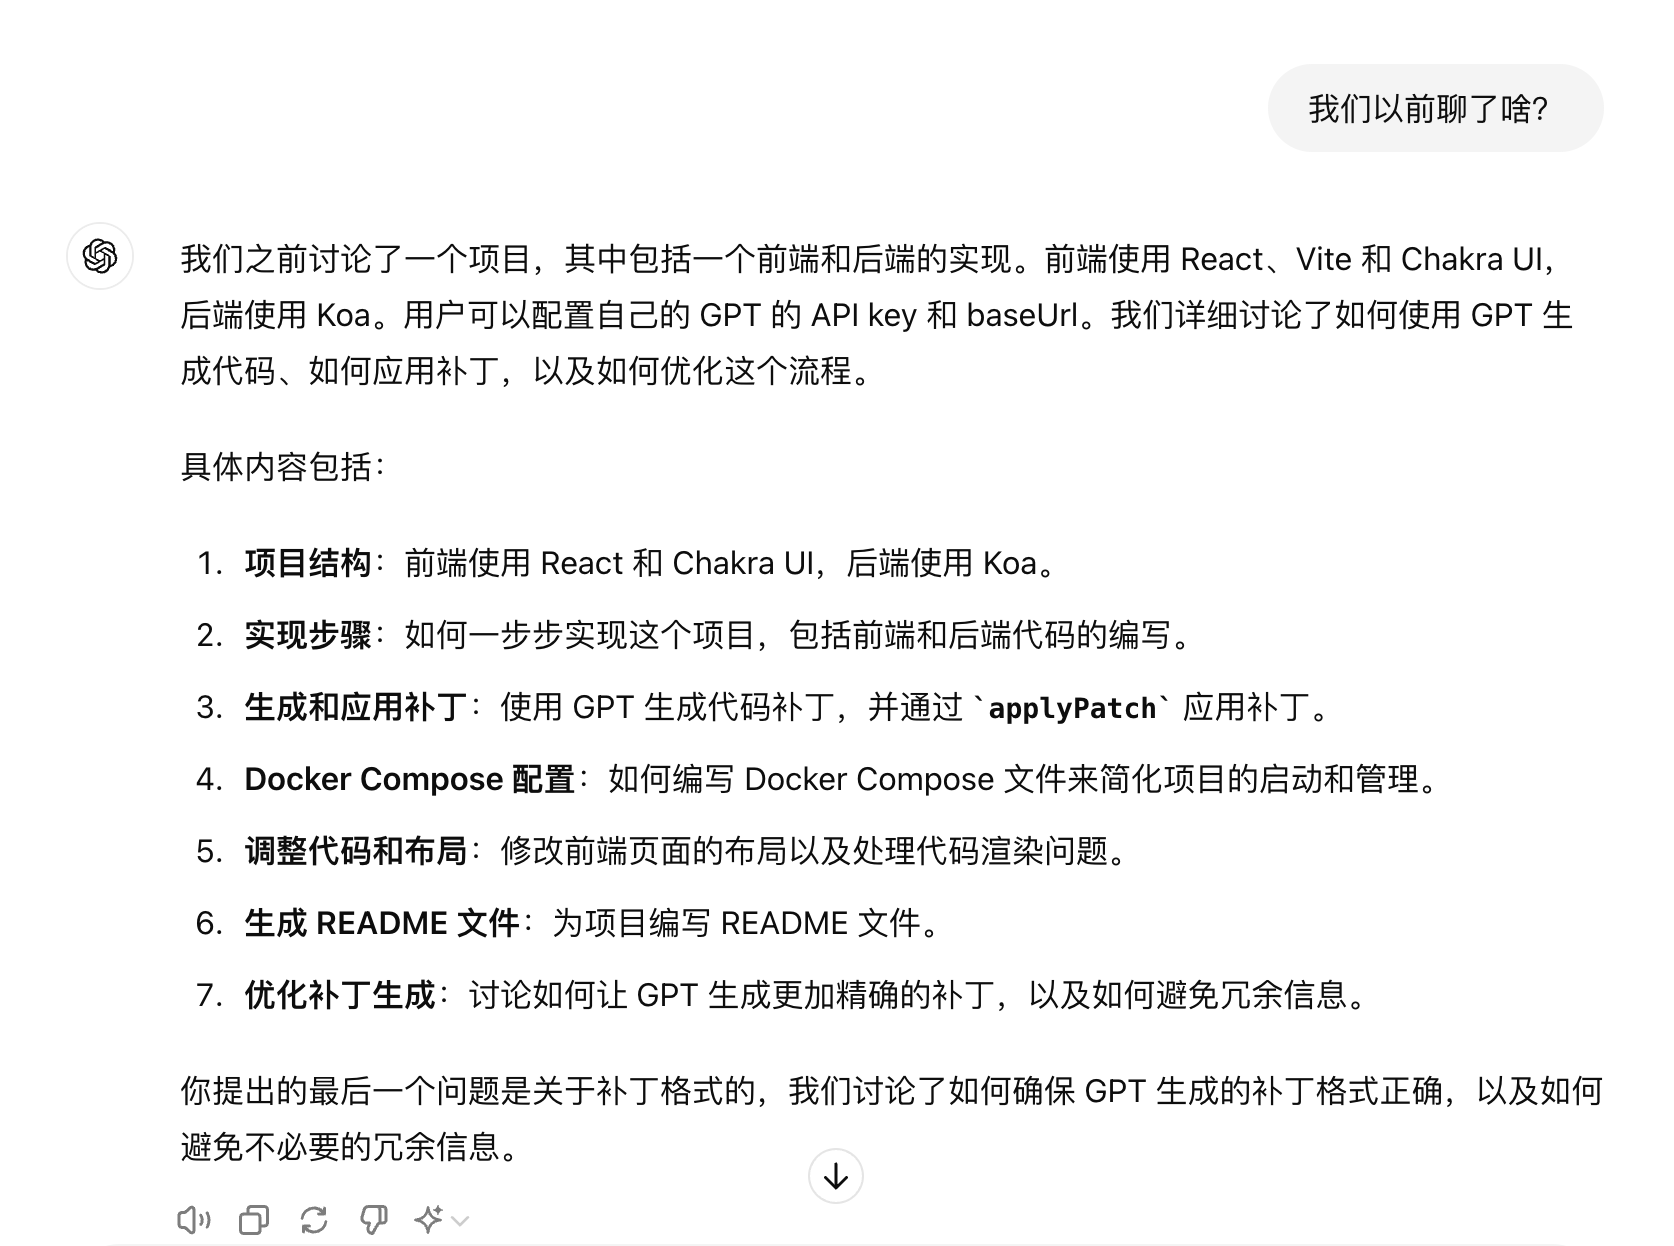 我们以前聊了啥?
我们之前讨论了一个项目，其中包括一个前端和后端的实现。前端使用 React、Vite 和 Chakra UI，
后端使用 Koa。用户可以配置自己的 GPT 的 API key 和 baseUrl。我们详细讨论了如何使用 GPT 生
成代码、如何应用补丁，以及如何优化这个流程。
具体内容包括：
1. 项目结构：前端使用 React 和 Chakra UI，后端使用 Koa。
2. 实现步骤：如何一步步实现这个项目，包括前端和后端代码的编写。
3. 生成和应用补丁：使用 GPT 生成代码补丁，并通过 `applyPatch` 应用补丁。
4. Docker Compose 配置：如何编写 Docker Compose 文件来简化项目的启动和管理。
5. 调整代码和布局：修改前端页面的布局以及处理代码渲染问题。
6. 生成 README 文件：为项目编写 README 文件。
7. 优化补丁生成：讨论如何让 GPT 生成更加精确的补丁，以及如何避免冗余信息。
你提出的最后一个问题是关于补丁格式的，我们讨论了如何确保 GPT 生成的补丁格式正确，以及如何
避免不必要的冗余信息。